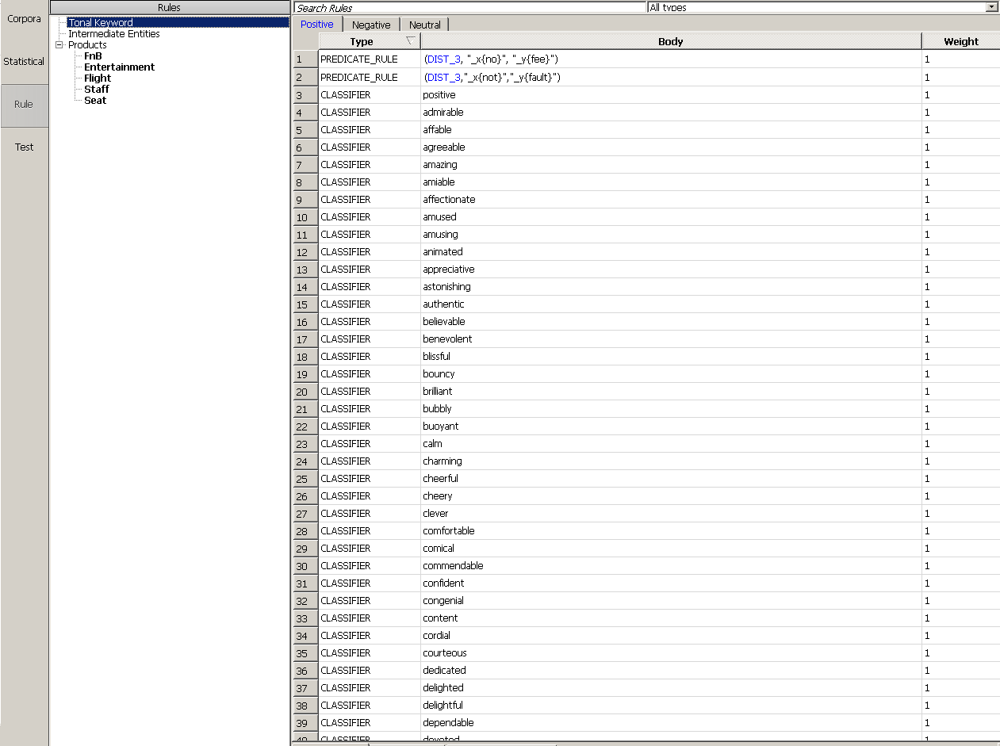 Corpora
Statistical
Rule
Test
Rules
Tonal Keyword
Intermediate Entities
Products
FnB
Entertainment
Flight
Staff
Seat
Search Rules All types
Positive Negative Neutral
Type Body Weight
1 PREDICATE_RULE (DIST_3, "_x{no}", "_y{fee}") 1
2 PREDICATE_RULE (DIST_3,"_x{not}","_y{fault}") 1
3 CLASSIFIER positive 1
4 CLASSIFIER admirable 1
5 CLASSIFIER affable 1
6 CLASSIFIER agreeable 1
7 CLASSIFIER amazing 1
8 CLASSIFIER amiable 1
9 CLASSIFIER affectionate 1
10 CLASSIFIER amused 1
11 CLASSIFIER amusing 1
12 CLASSIFIER animated 1
13 CLASSIFIER appreciative 1
14 CLASSIFIER astonishing 1
15 CLASSIFIER authentic 1
16 CLASSIFIER believable 1
17 CLASSIFIER benevolent 1
18 CLASSIFIER blissful 1
19 CLASSIFIER bouncy 1
20 CLASSIFIER brilliant 1
21 CLASSIFIER bubbly 1
22 CLASSIFIER buoyant 1
23 CLASSIFIER calm 1
24 CLASSIFIER charming 1
25 CLASSIFIER cheerful 1
26 CLASSIFIER cheery 1
27 CLASSIFIER clever 1
28 CLASSIFIER comfortable 1
29 CLASSIFIER comical 1
30 CLASSIFIER commendable 1
31 CLASSIFIER confident 1
32 CLASSIFIER congenial 1
33 CLASSIFIER content 1
34 CLASSIFIER cordial 1
35 CLASSIFIER courteous 1
36 CLASSIFIER dedicated 1
37 CLASSIFIER delighted 1
38 CLASSIFIER delightful 1
39 CLASSIFIER dependable 1
40 CLASSIFIER devoted 1